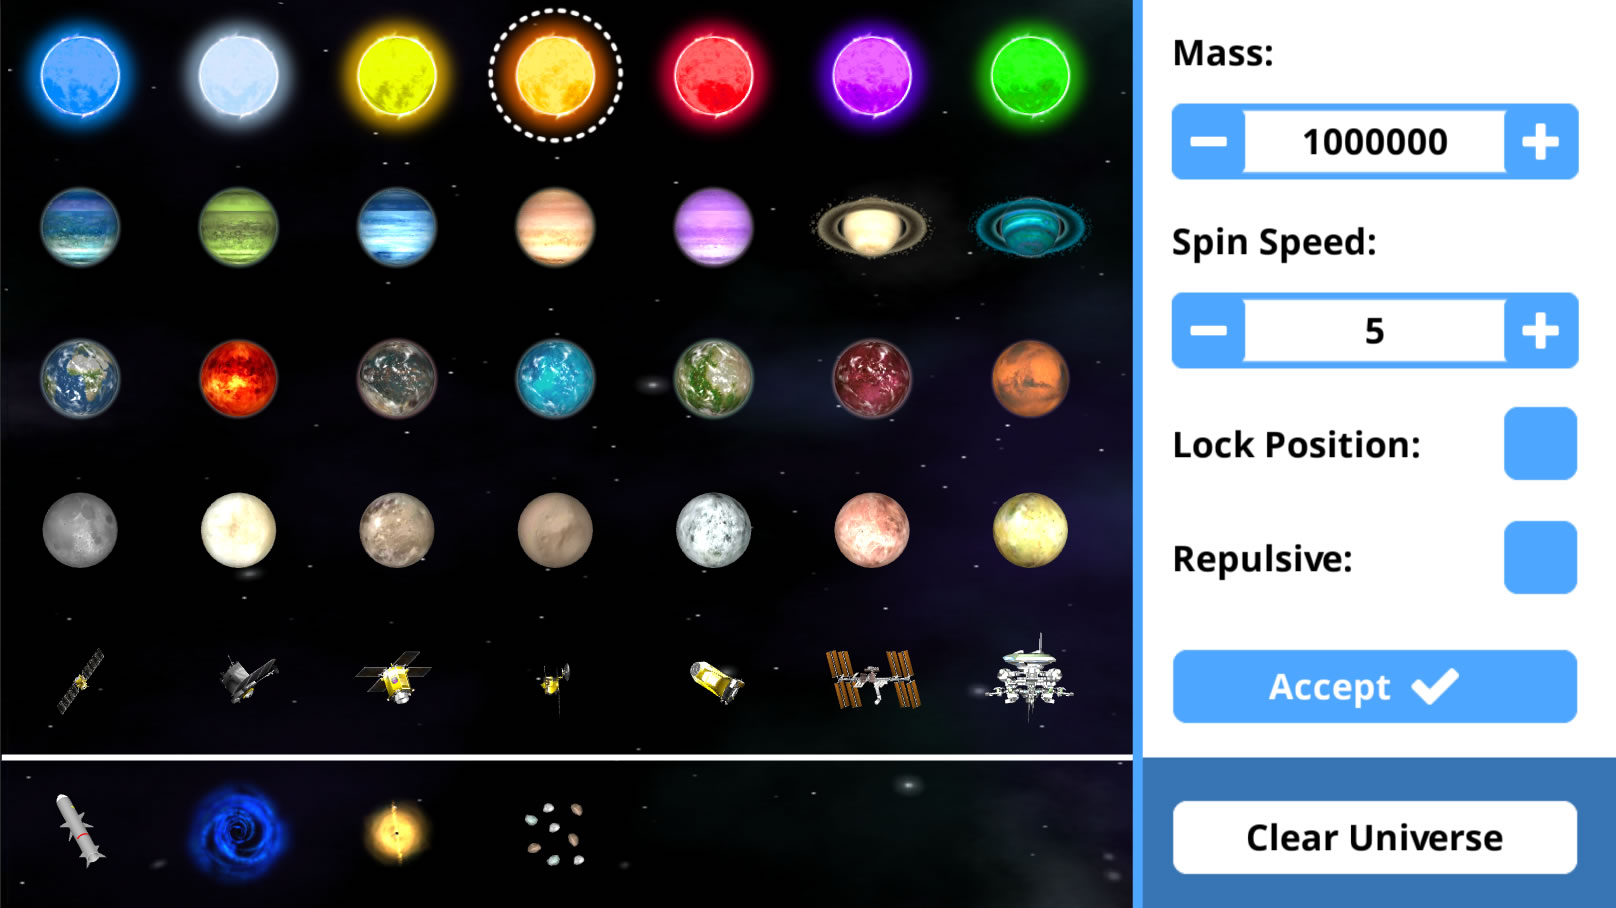 Mass:
1000000
Spin Speed:
5
Lock Position:
Repulsive:
Accept
Clear Universe